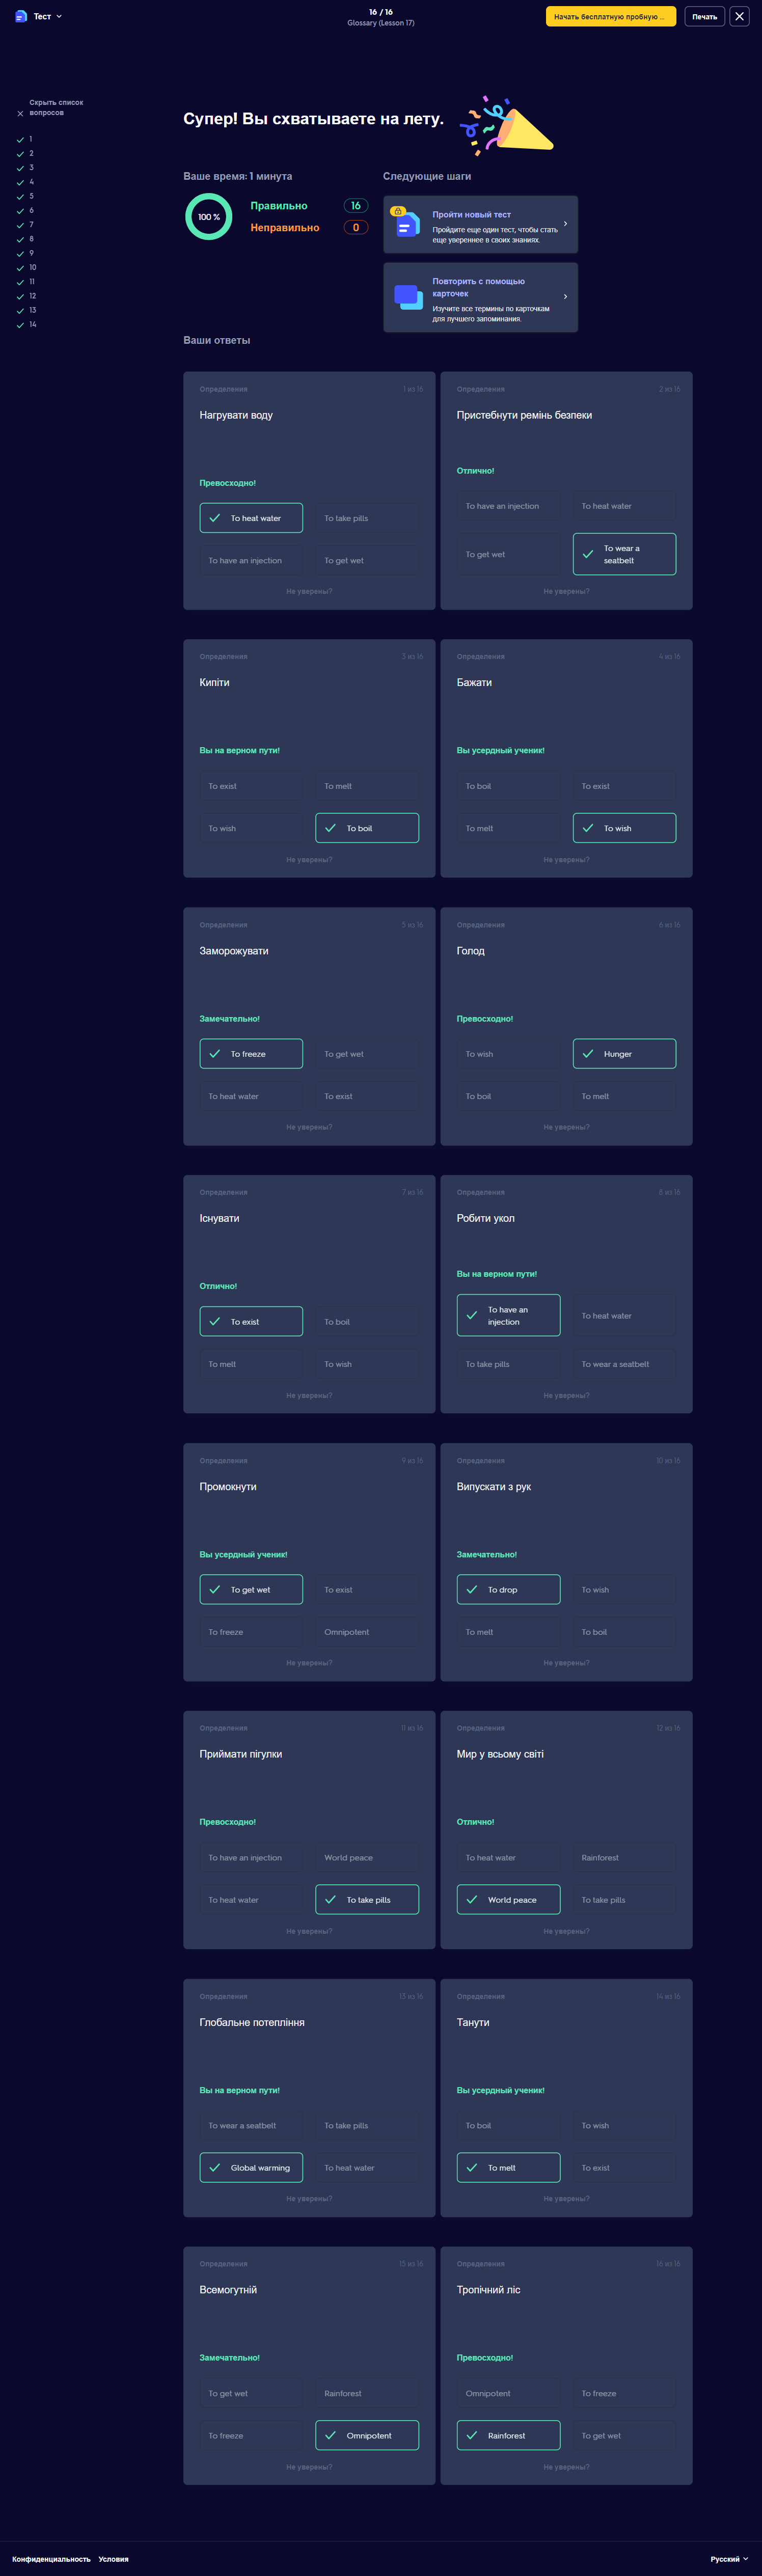 Тест
16 / 16
Glossary (Lesson 17)
Начать бесплатную пробную ...
Печать
Скрыть список
вопросов
1
2
3
4
5
6
7
8
9
10
11
12
13
14
Супер! Вы схватываете на лету.
Ваше время: 1 минута
100 %
Правильно
16
Неправильно
0
Следующие шаги
Пройти новый тест
Пройдите еще один тест, чтобы стать
еще увереннее в своих знаниях.
Повторить с помощью
карточек
Изучите все термины по карточкам
для лучшего запоминания.
Ваши ответы
Определения
1 из 16
Нагрувати воду
Превосходно!
To heat water
To take pills
To have an injection
To get wet
Не уверены?
Определения
2 из 16
Пристебнути ремінь безпеки
Отлично!
To have an injection
To heat water
To get wet
To wear a
seatbelt
Не уверены?
Определения
3 из 16
Кипіти
Вы на верном пути!
To exist
To melt
To wish
To boil
Не уверены?
Определения
4 из 16
Бажати
Вы усердный ученик!
To boil
To exist
To melt
To wish
Не уверены?
Определения
5 из 16
Заморожувати
Замечательно!
To freeze
To get wet
To heat water
To exist
Не уверены?
Определения
6 из 16
Голод
Превосходно!
To wish
Hunger
To boil
To melt
Не уверены?
Определения
7 из 16
Існувати
Отлично!
To exist
To boil
To melt
To wish
Не уверены?
Определения
8 из 16
Робити укол
Вы на верном пути!
To have an
injection
To heat water
To take pills
To wear a seatbelt
Не уверены?
Определения
9 из 16
Промокнути
Вы усердный ученик!
To get wet
To exist
To freeze
Omnipotent
Не уверены?
Определения
10 из 16
Випускати з рук
Замечательно!
To drop
To wish
To melt
To boil
Не уверены?
Определения
11 из 16
Приймати пігулки
Превосходно!
To have an injection
World peace
To heat water
To take pills
Не уверены?
Определения
12 из 16
Мир у всьому світі
Отлично!
To heat water
Rainforest
World peace
To take pills
Не уверены?
Определения
13 из 16
Глобальне потепління
Вы на верном пути!
To wear a seatbelt
To take pills
Global warming
To heat water
Не уверены?
Определения
14 из 16
Танути
Вы усердный ученик!
To boil
To wish
To melt
To exist
Не уверены?
Определения
15 из 16
Всемогутній
Замечательно!
To get wet
Rainforest
To freeze
Omnipotent
Не уверены?
Определения
16 из 16
Тропічний ліс
Превосходно!
Omnipotent
To freeze
Rainforest
To get wet
Не уверены?
Конфиденциальность
Условия
Русский